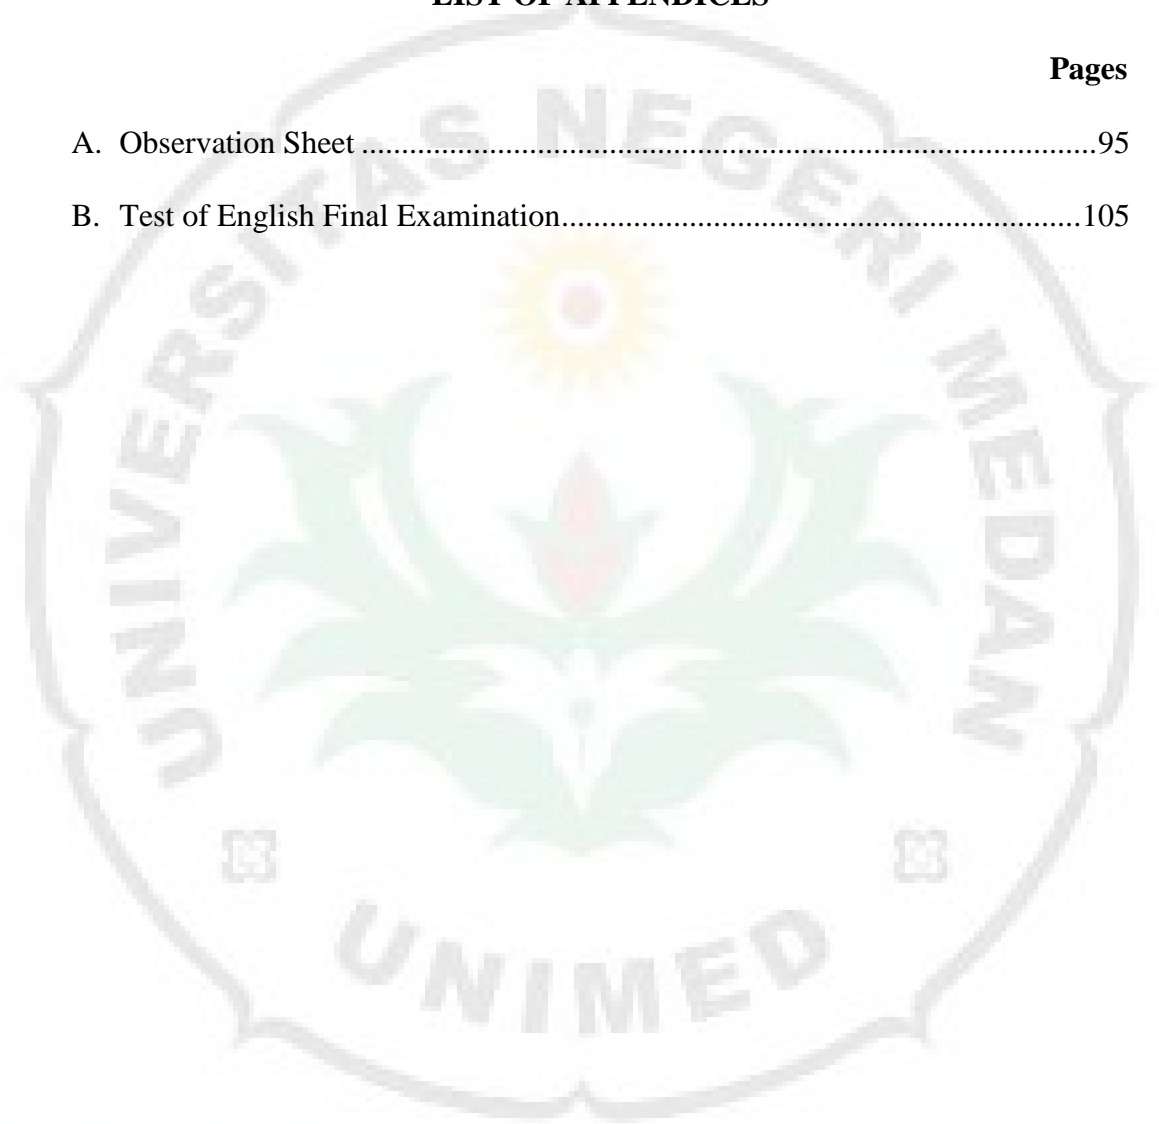 LIST OF APPENDICES
Pages
A. Observation Sheet ............................................................................................95
B. Test of English Final Examination.................................................................105
UNIVERSITAS NEGERI MEDAN
UNIMED